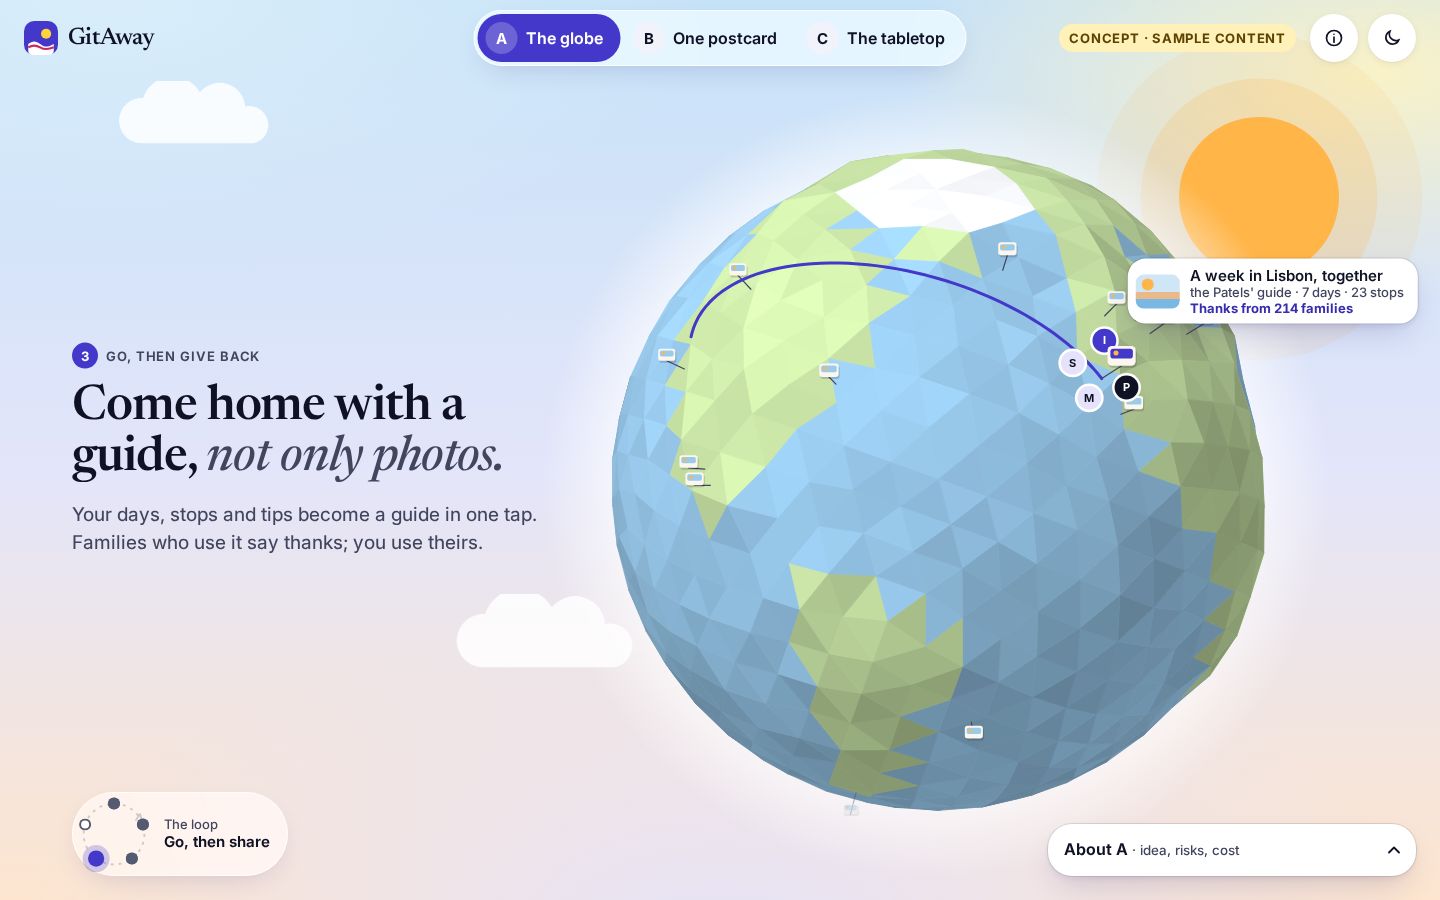 GitAway
A The globe
B One postcard
C The tabletop
CONCEPT · SAMPLE CONTENT
A week in Lisbon, together
the Patels' guide · 7 days · 23 stops
Thanks from 214 families
I
S
P
M
3 GO, THEN GIVE BACK
Come home with a
guide, not only photos.
Your days, stops and tips become a guide in one tap.
Families who use it say thanks; you use theirs.
The loop
Go, then share
About A · idea, risks, cost